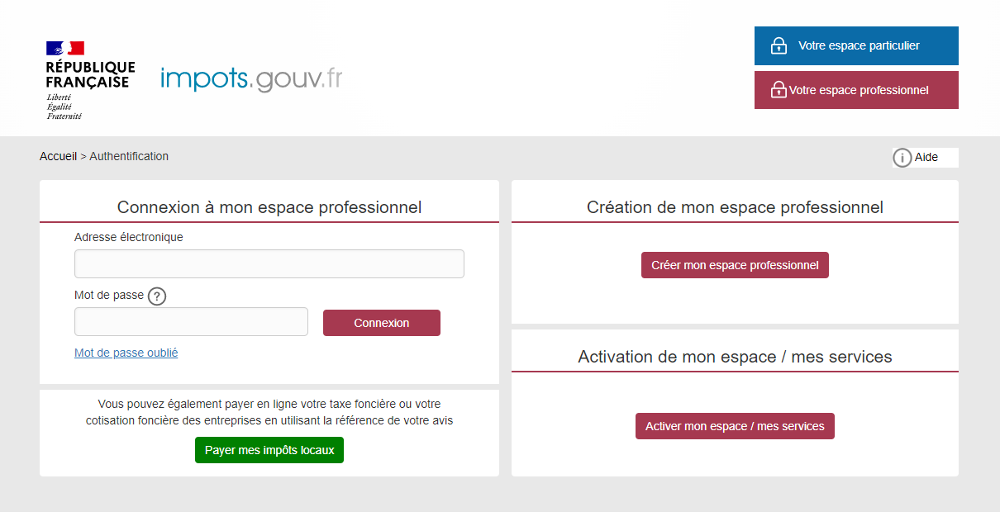 RÉPUBLIQUE
FRANÇAISE
Liberté
Égalité
Fraternité
impots.gouv.fr
Votre espace particulier
Votre espace professionnel
Accueil > Authentification
Aide
Connexion à mon espace professionnel
Adresse électronique
Mot de passe ?
Connexion
Mot de passe oublié
Vous pouvez également payer en ligne votre taxe foncière ou votre
cotisation foncière des entreprises en utilisant la référence de votre avis
Payer mes impôts locaux
Création de mon espace professionnel
Créer mon espace professionnel
Activation de mon espace / mes services
Activer mon espace / mes services